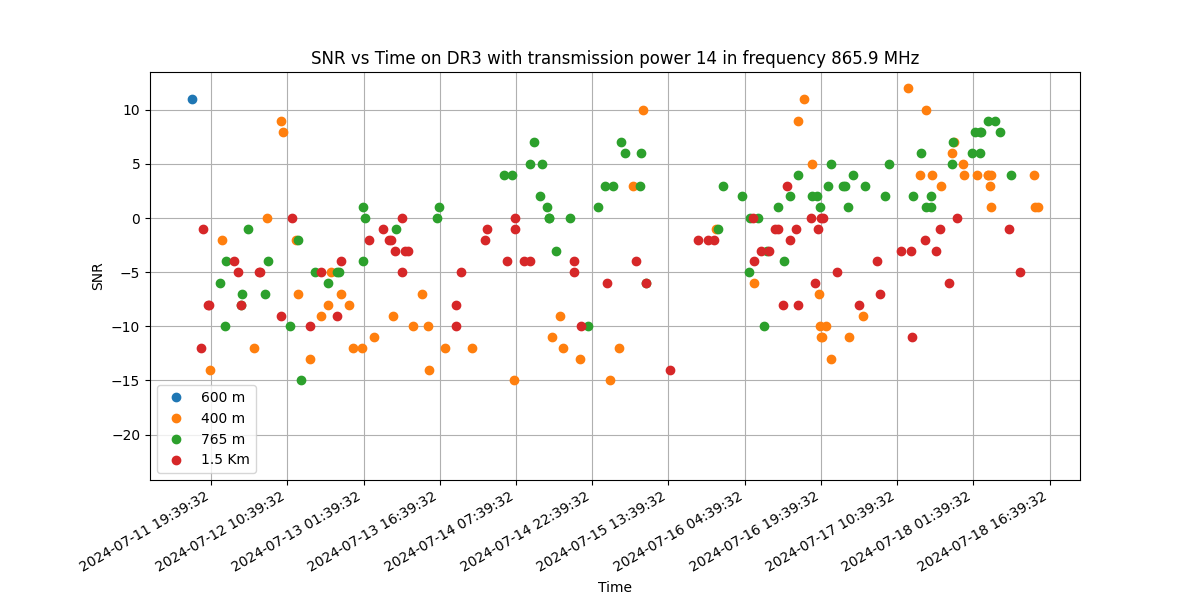 SNR vs Time on DR3 with transmission power 14 in frequency 865.9 MHz
SNR
10
5
0
−5
−10
−15
−20
600 m
400 m
765 m
1.5 Km
2024-07-11 19:39:32
2024-07-12 10:39:32
2024-07-13 01:39:32
2024-07-13 16:39:32
2024-07-14 07:39:32
2024-07-14 22:39:32
2024-07-15 13:39:32
2024-07-16 04:39:32
2024-07-16 19:39:32
2024-07-17 10:39:32
2024-07-18 01:39:32
2024-07-18 16:39:32
Time